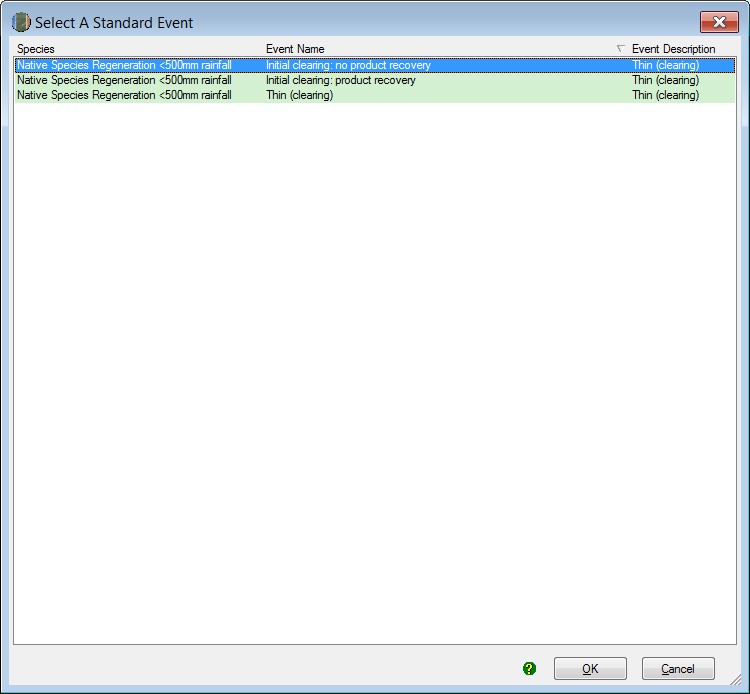 Select A Standard Event
Species Event Name Event Description
Native Species Regeneration <500mm rainfall Initial clearing: no product recovery Thin (clearing)
Native Species Regeneration <500mm rainfall Initial clearing: product recovery Thin (clearing)
Native Species Regeneration <500mm rainfall Thin (clearing) Thin (clearing)
? OK Cancel